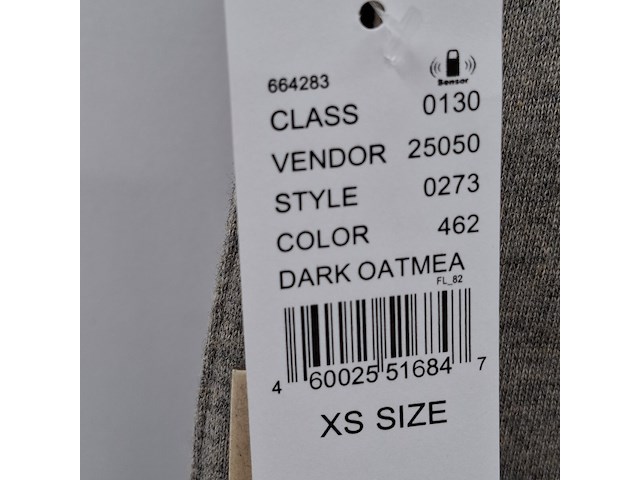 664283
Sensor
CLASS 0130
VENDOR 25050
STYLE 0273
COLOR 462
DARK OATMEA
FL_82
4 60025 51684 7
XS SIZE